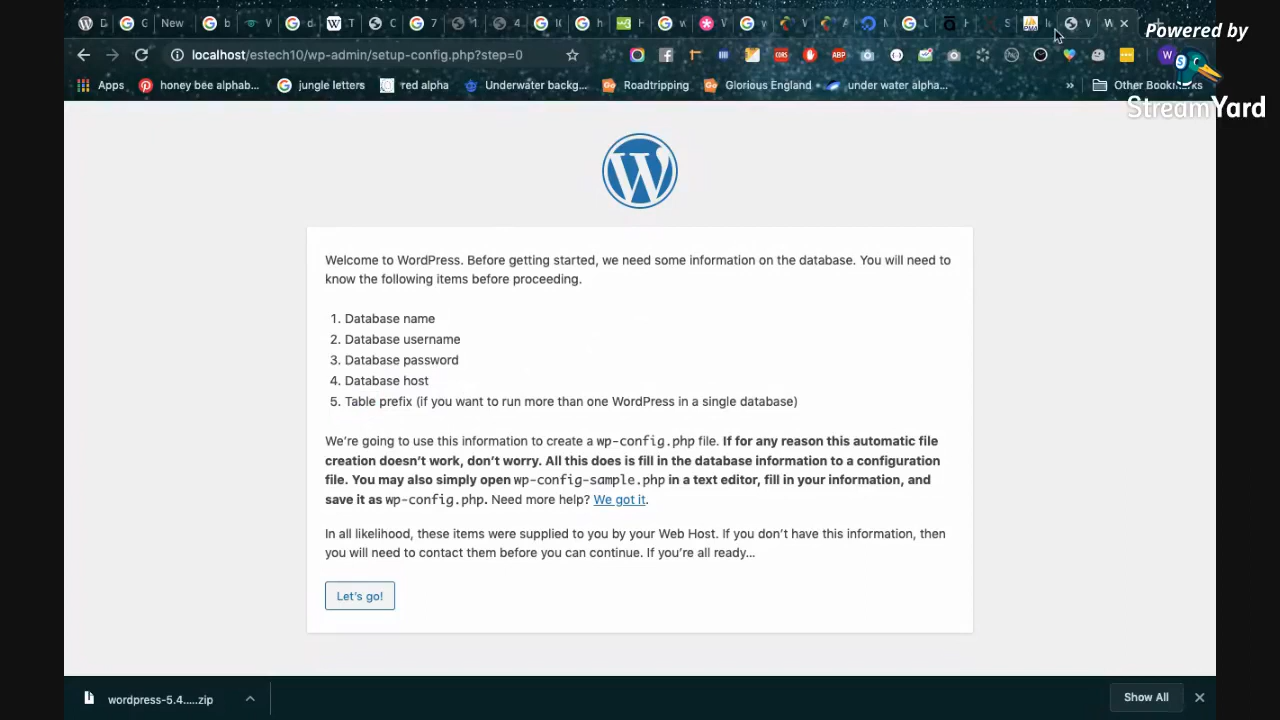 New
Powered by
StreamYard
localhost/estech10/wp-admin/setup-config.php?step=0
Apps
honey bee alphab...
jungle letters
red alpha
Underwater backg...
Roadtripping
Glorious England
under water alpha...
»
Other Bookmarks
Welcome to WordPress. Before getting started, we need some information on the database. You will need to
know the following items before proceeding.
1. Database name
2. Database username
3. Database password
4. Database host
5. Table prefix (if you want to run more than one WordPress in a single database)
We're going to use this information to create a wp-config.php file. If for any reason this automatic file
creation doesn't work, don't worry. All this does is fill in the database information to a configuration
file. You may also simply open wp-config-sample.php in a text editor, fill in your information, and
save it as wp-config.php. Need more help? We got it.
In all likelihood, these items were supplied to you by your Web Host. If you don't have this information, then
you will need to contact them before you can continue. If you're all ready...
Let's go!
wordpress-5.4.....zip
Show All